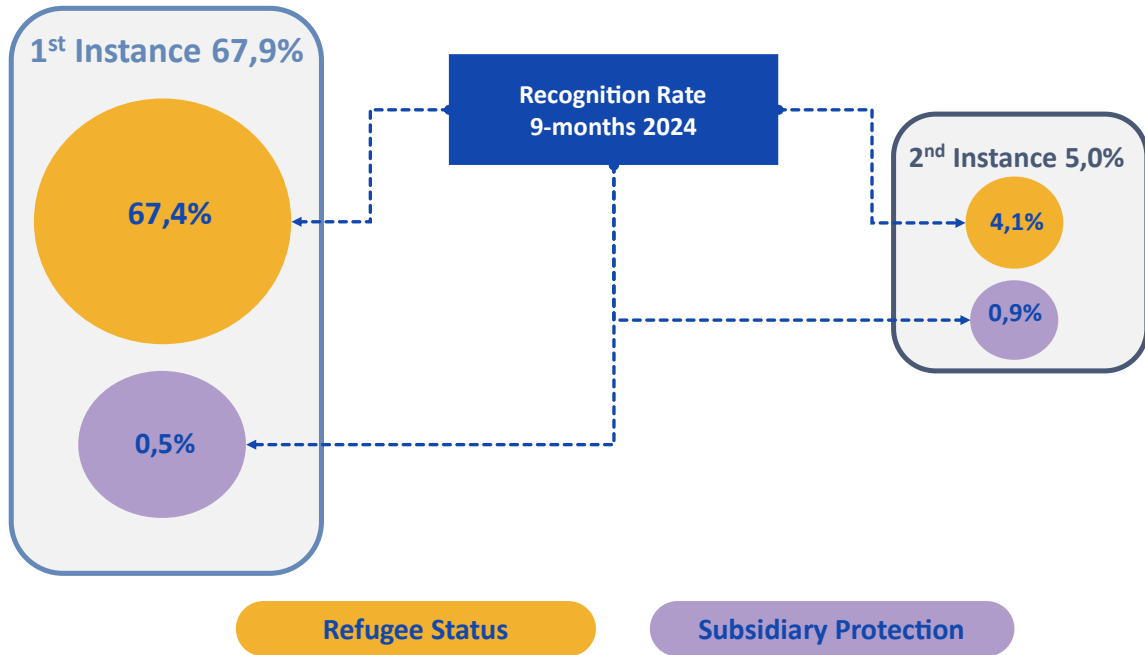 1st Instance 67,9%
67,4%
0,5%
Recognition Rate
9-months 2024
2nd Instance 5,0%
4,1%
0,9%
Refugee Status
Subsidiary Protection